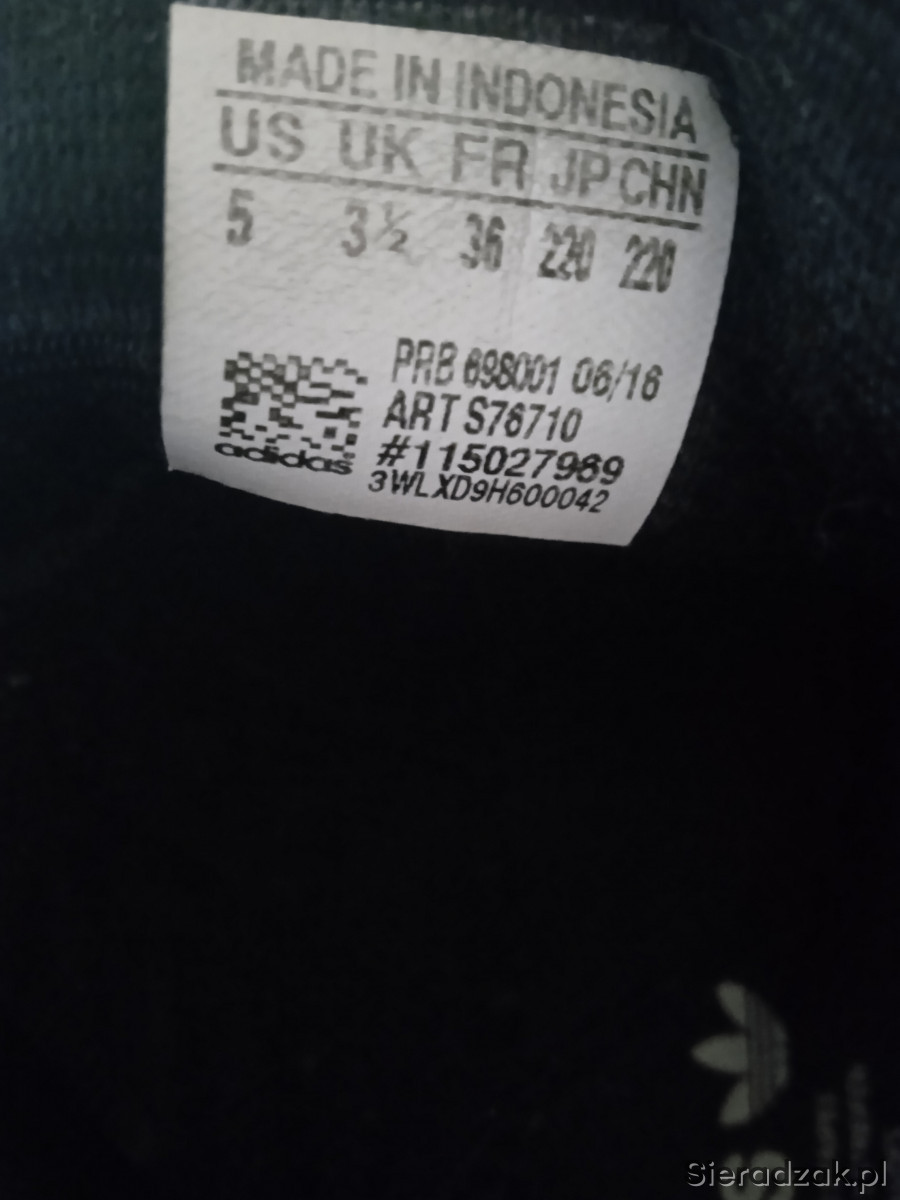 MADE IN INDONESIA
US UK FR JP CHN
5 3½ 36 220 220
PRB 698001 06/16
ART S76710
#115027969
3WLXD9H600042
adidas
Sieradzak.pl